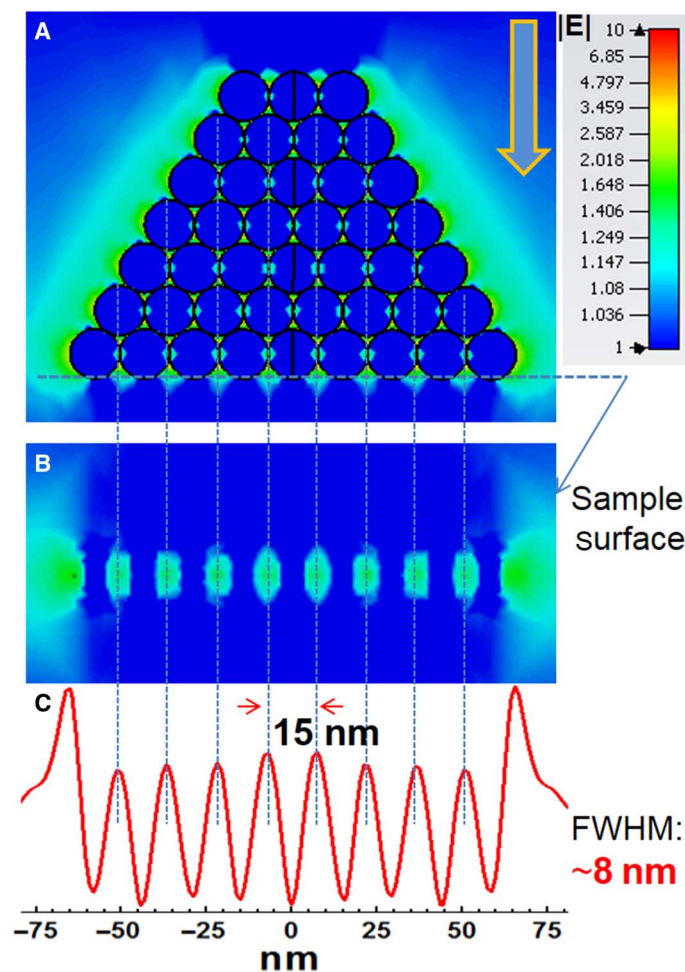 A
|E|
10
6.85
4.797
3.459
2.587
2.018
1.648
1.406
1.249
1.147
1.08
1.036
1
B
Sample
surface
C
15 nm
FWHM:
~8 nm
−75 −50 −25 0 25 50 75
nm